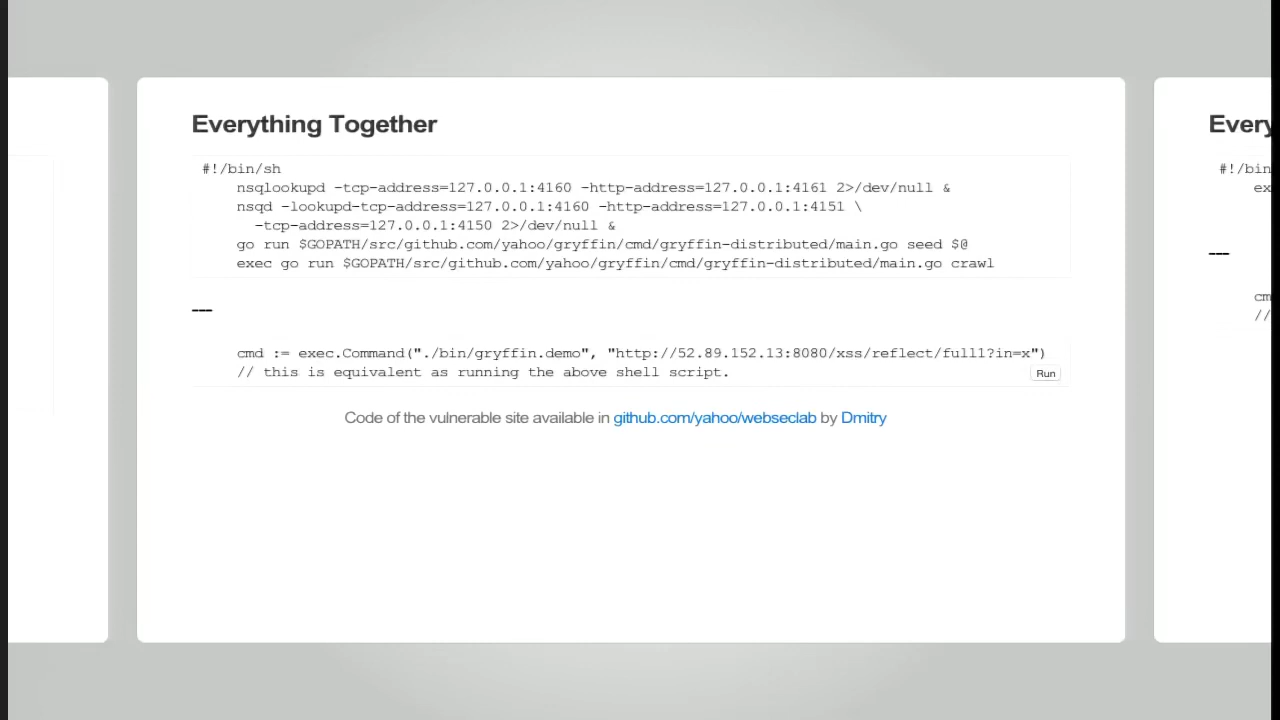 Everything Together
#!/bin/sh
nsqlookupd -tcp-address=127.0.0.1:4160 -http-address=127.0.0.1:4161 2>/dev/null &
nsqd -lookupd-tcp-address=127.0.0.1:4160 -http-address=127.0.0.1:4151 \
-tcp-address=127.0.0.1:4150 2>/dev/null &
go run $GOPATH/src/github.com/yahoo/gryffin/cmd/gryffin-distributed/main.go seed $@
exec go run $GOPATH/src/github.com/yahoo/gryffin/cmd/gryffin-distributed/main.go crawl
---
cmd := exec.Command("./bin/gryffin.demo", "http://52.89.152.13:8080/xss/reflect/full1?in=x")
// this is equivalent as running the above shell script.
Run
Code of the vulnerable site available in github.com/yahoo/webseclab by Dmitry
Every
#!/bin
ex
---
cm
//